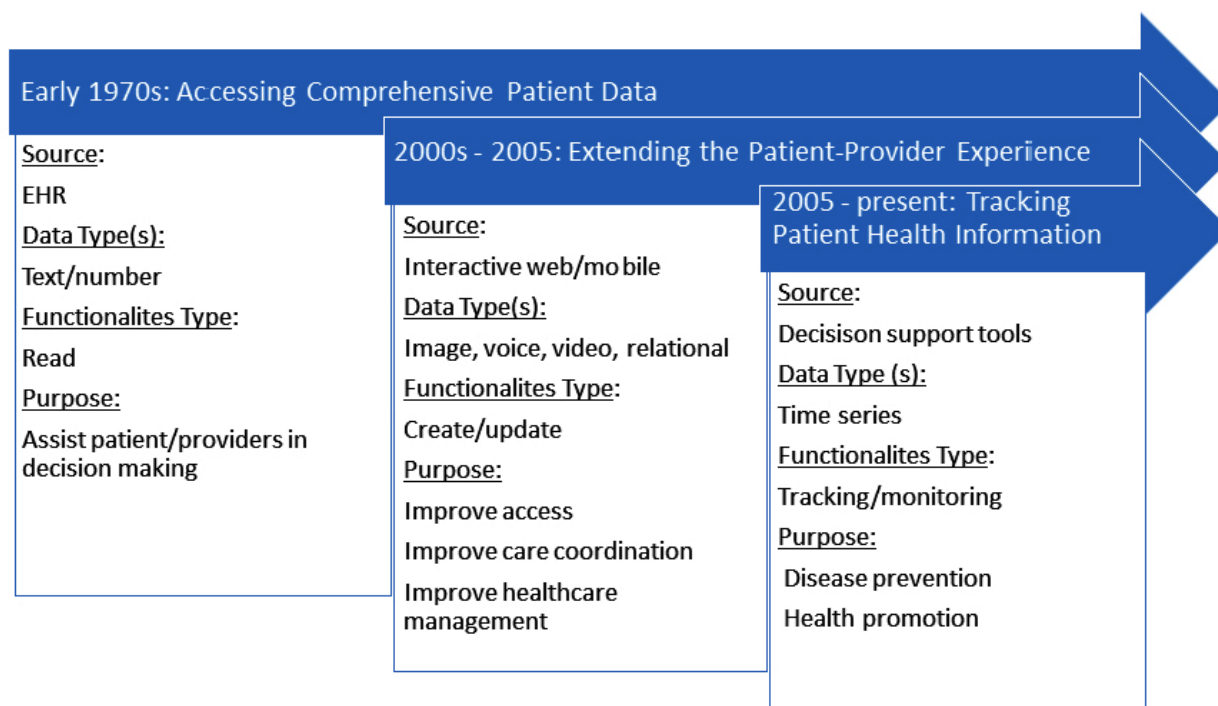 Early 1970s: Accessing Comprehensive Patient Data
Source:
EHR
Data Type(s):
Text/number
Functionalites Type:
Read
Purpose:
Assist patient/providers in
decision making
2000s - 2005: Extending the Patient-Provider Experience
Source:
Interactive web/mobile
Data Type(s):
Image, voice, video, relational
Functionalites Type:
Create/update
Purpose:
Improve access
Improve care coordination
Improve healthcare
management
2005 - present: Tracking
Patient Health Information
Source:
Decisison support tools
Data Type (s):
Time series
Functionalites Type:
Tracking/monitoring
Purpose:
Disease prevention
Health promotion